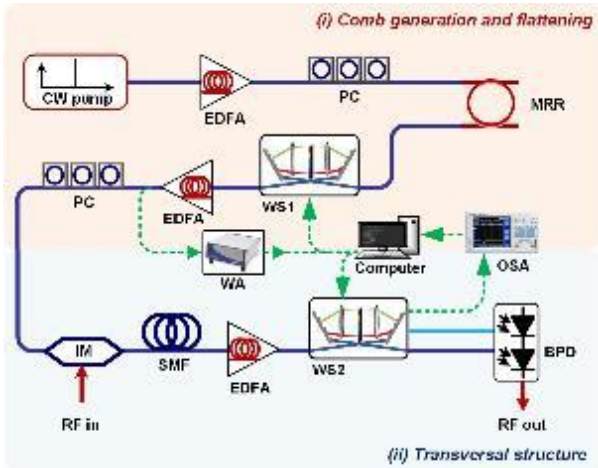 (i) Comb generation and flattening
CW pump
EDFA
PC
MRR
PC
EDFA
WS1
WA
Computer
OSA
IM
SMF
EDFA
WS2
BPD
RF in
RF out
(ii) Transversal structure